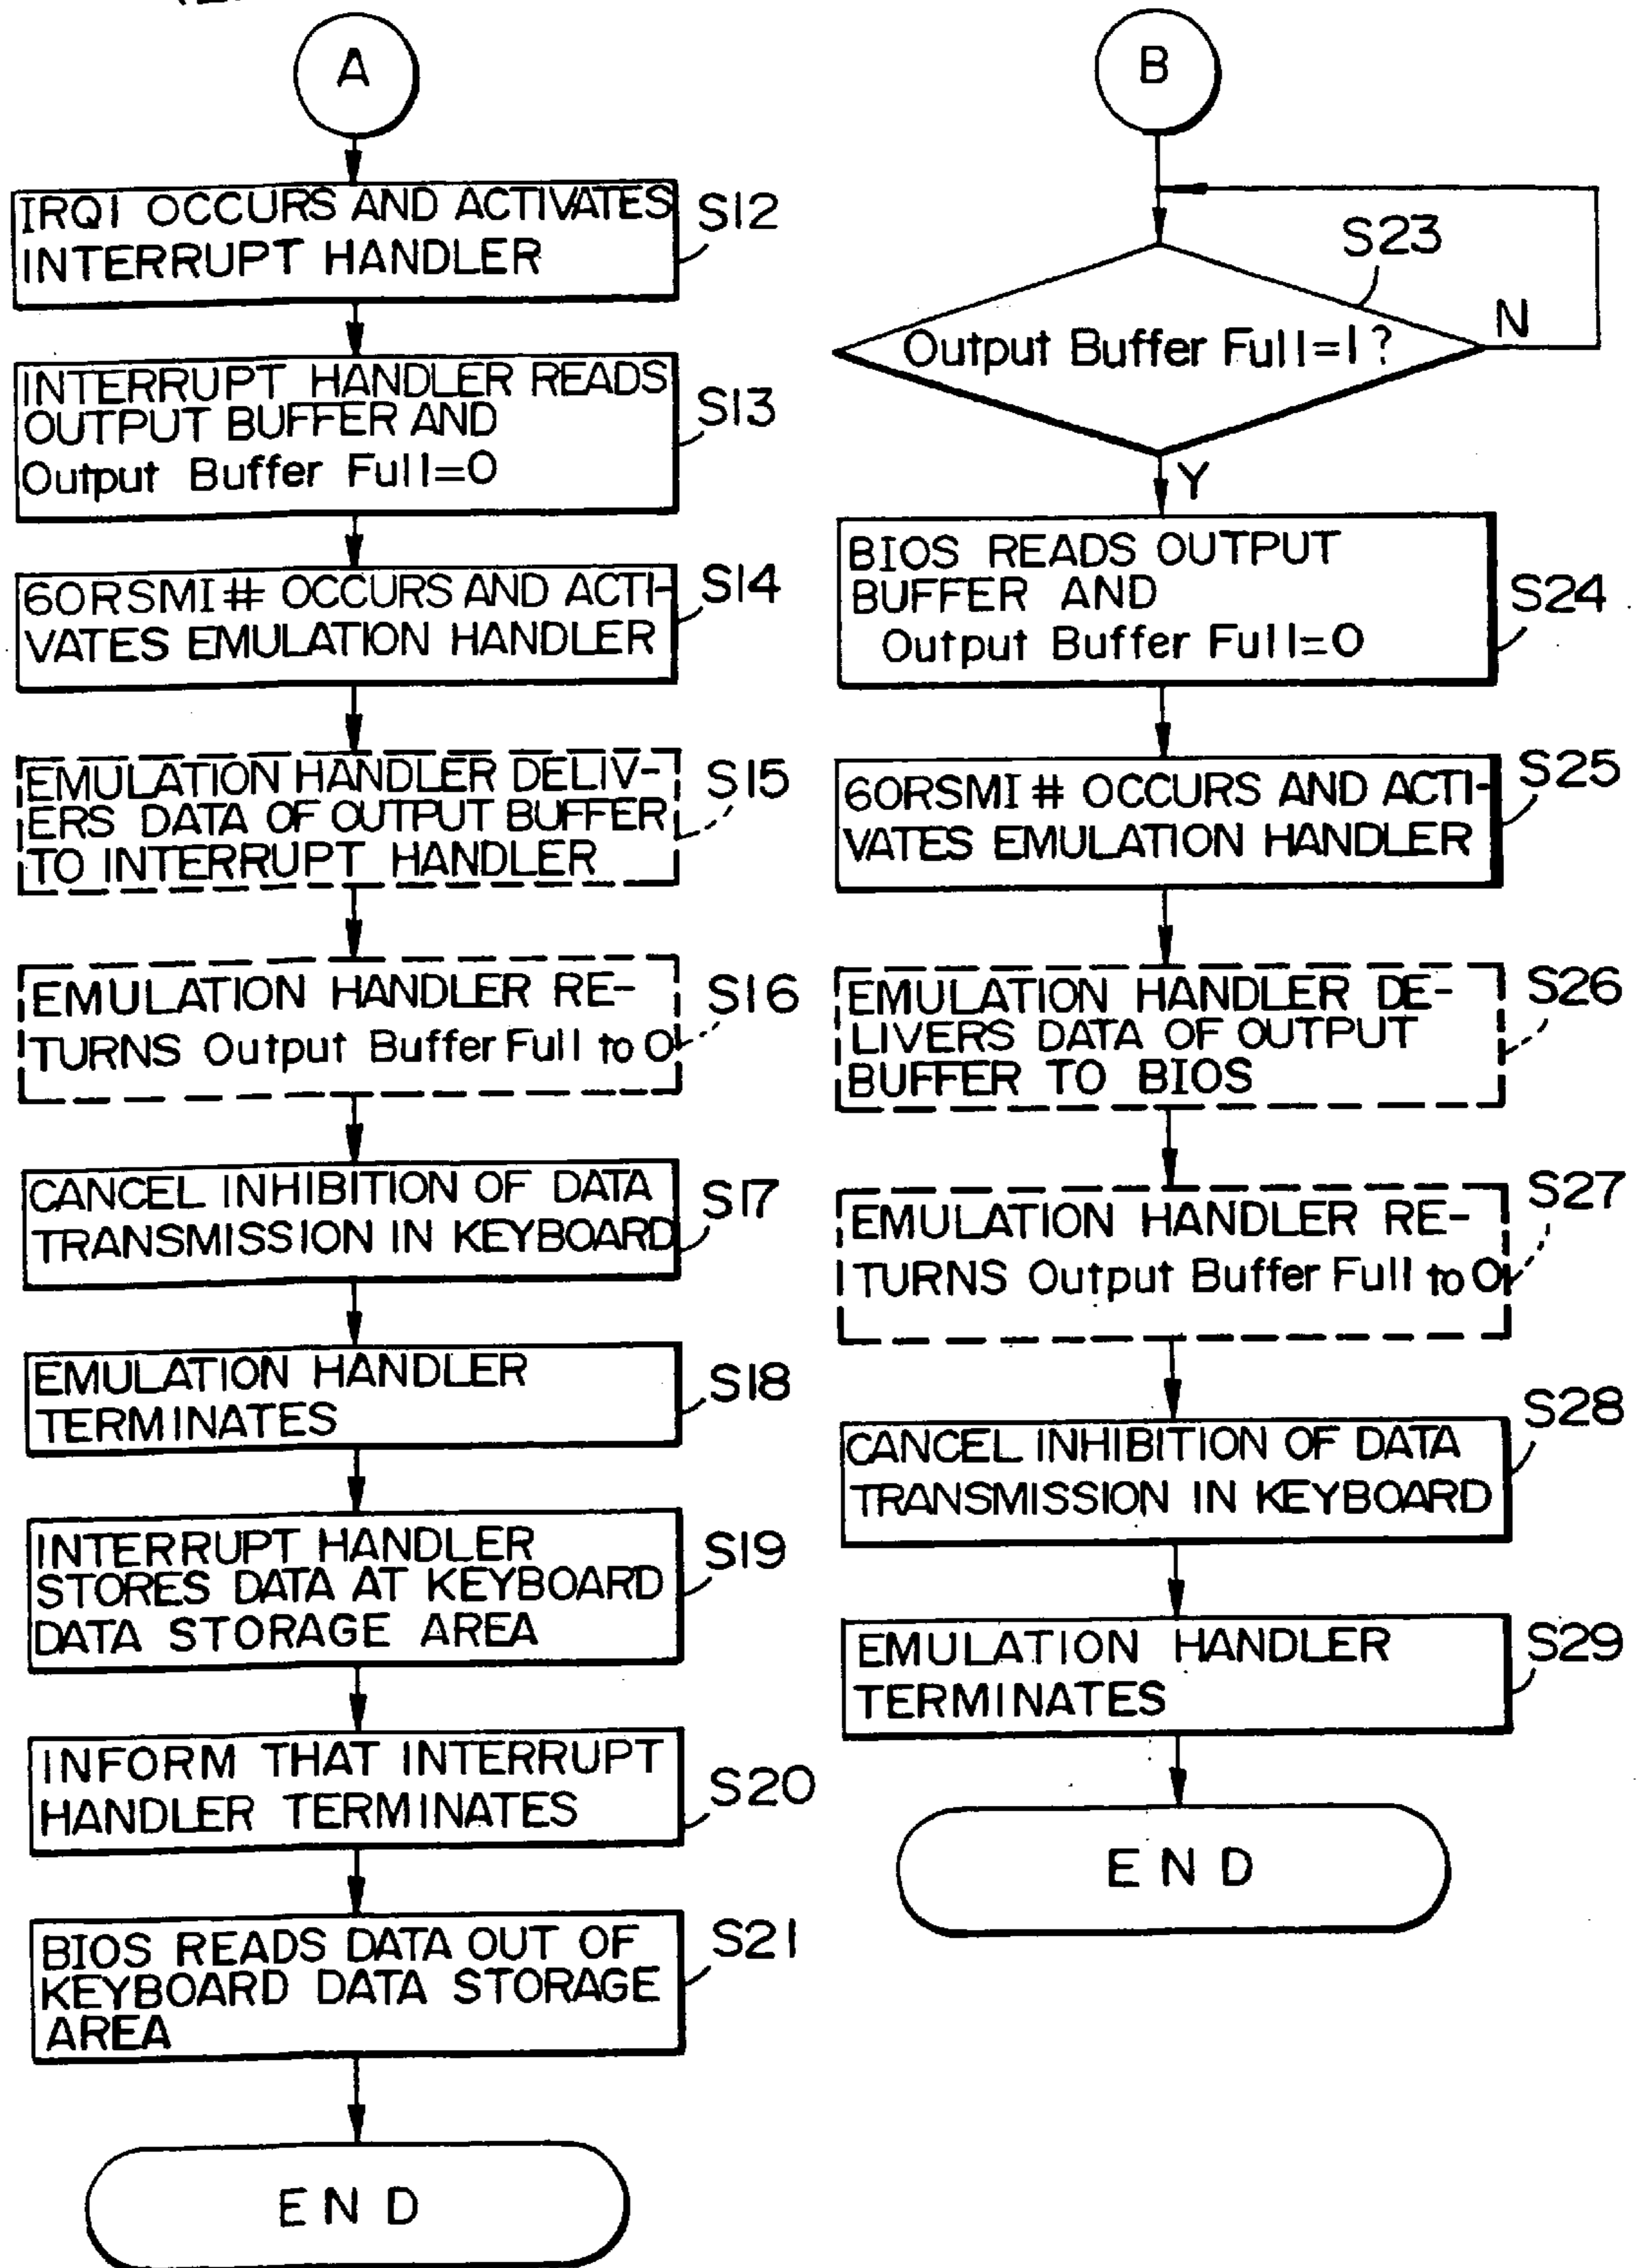 A
IRQ1 OCCURS AND ACTIVATES
INTERRUPT HANDLER
S12
INTERRUPT HANDLER READS
OUTPUT BUFFER AND
Output Buffer Full=0
S13
60RSMI# OCCURS AND ACTI-
VATES EMULATION HANDLER
S14
EMULATION HANDLER DELIV-
ERS DATA OF OUTPUT BUFFER
TO INTERRUPT HANDLER
S15
EMULATION HANDLER RE-
TURNS Output Buffer Full to 0
S16
CANCEL INHIBITION OF DATA
TRANSMISSION IN KEYBOARD
S17
EMULATION HANDLER
TERMINATES
S18
INTERRUPT HANDLER
STORES DATA AT KEYBOARD
DATA STORAGE AREA
S19
INFORM THAT INTERRUPT
HANDLER TERMINATES
S20
BIOS READS DATA OUT OF
KEYBOARD DATA STORAGE
AREA
S21
END
B
S23
Output Buffer Full=1?
N
Y
BIOS READS OUTPUT
BUFFER AND
Output Buffer Full=0
S24
60RSMI# OCCURS AND ACTI-
VATES EMULATION HANDLER
S25
EMULATION HANDLER DE-
LIVERS DATA OF OUTPUT
BUFFER TO BIOS
S26
EMULATION HANDLER RE-
TURNS Output Buffer Full to 0
S27
CANCEL INHIBITION OF DATA
TRANSMISSION IN KEYBOARD
S28
EMULATION HANDLER
TERMINATES
S29
END